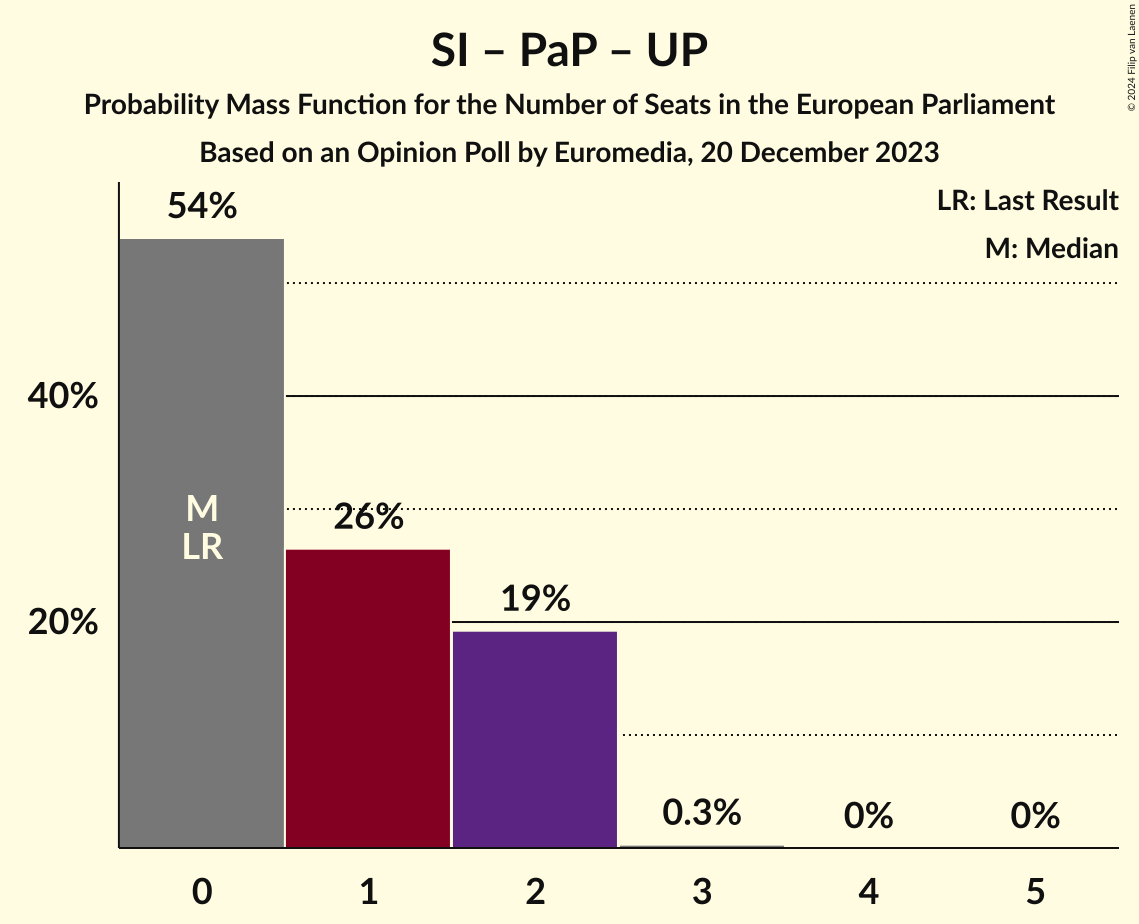 SI – PaP – UP
Probability Mass Function for the Number of Seats in the European Parliament
Based on an Opinion Poll by Euromedia, 20 December 2023
© 2024 Filip van Laenen
LR: Last Result
M: Median
54%
40%
M
LR
26%
19%
20%
0.3%
0%
0%
0
1
2
3
4
5